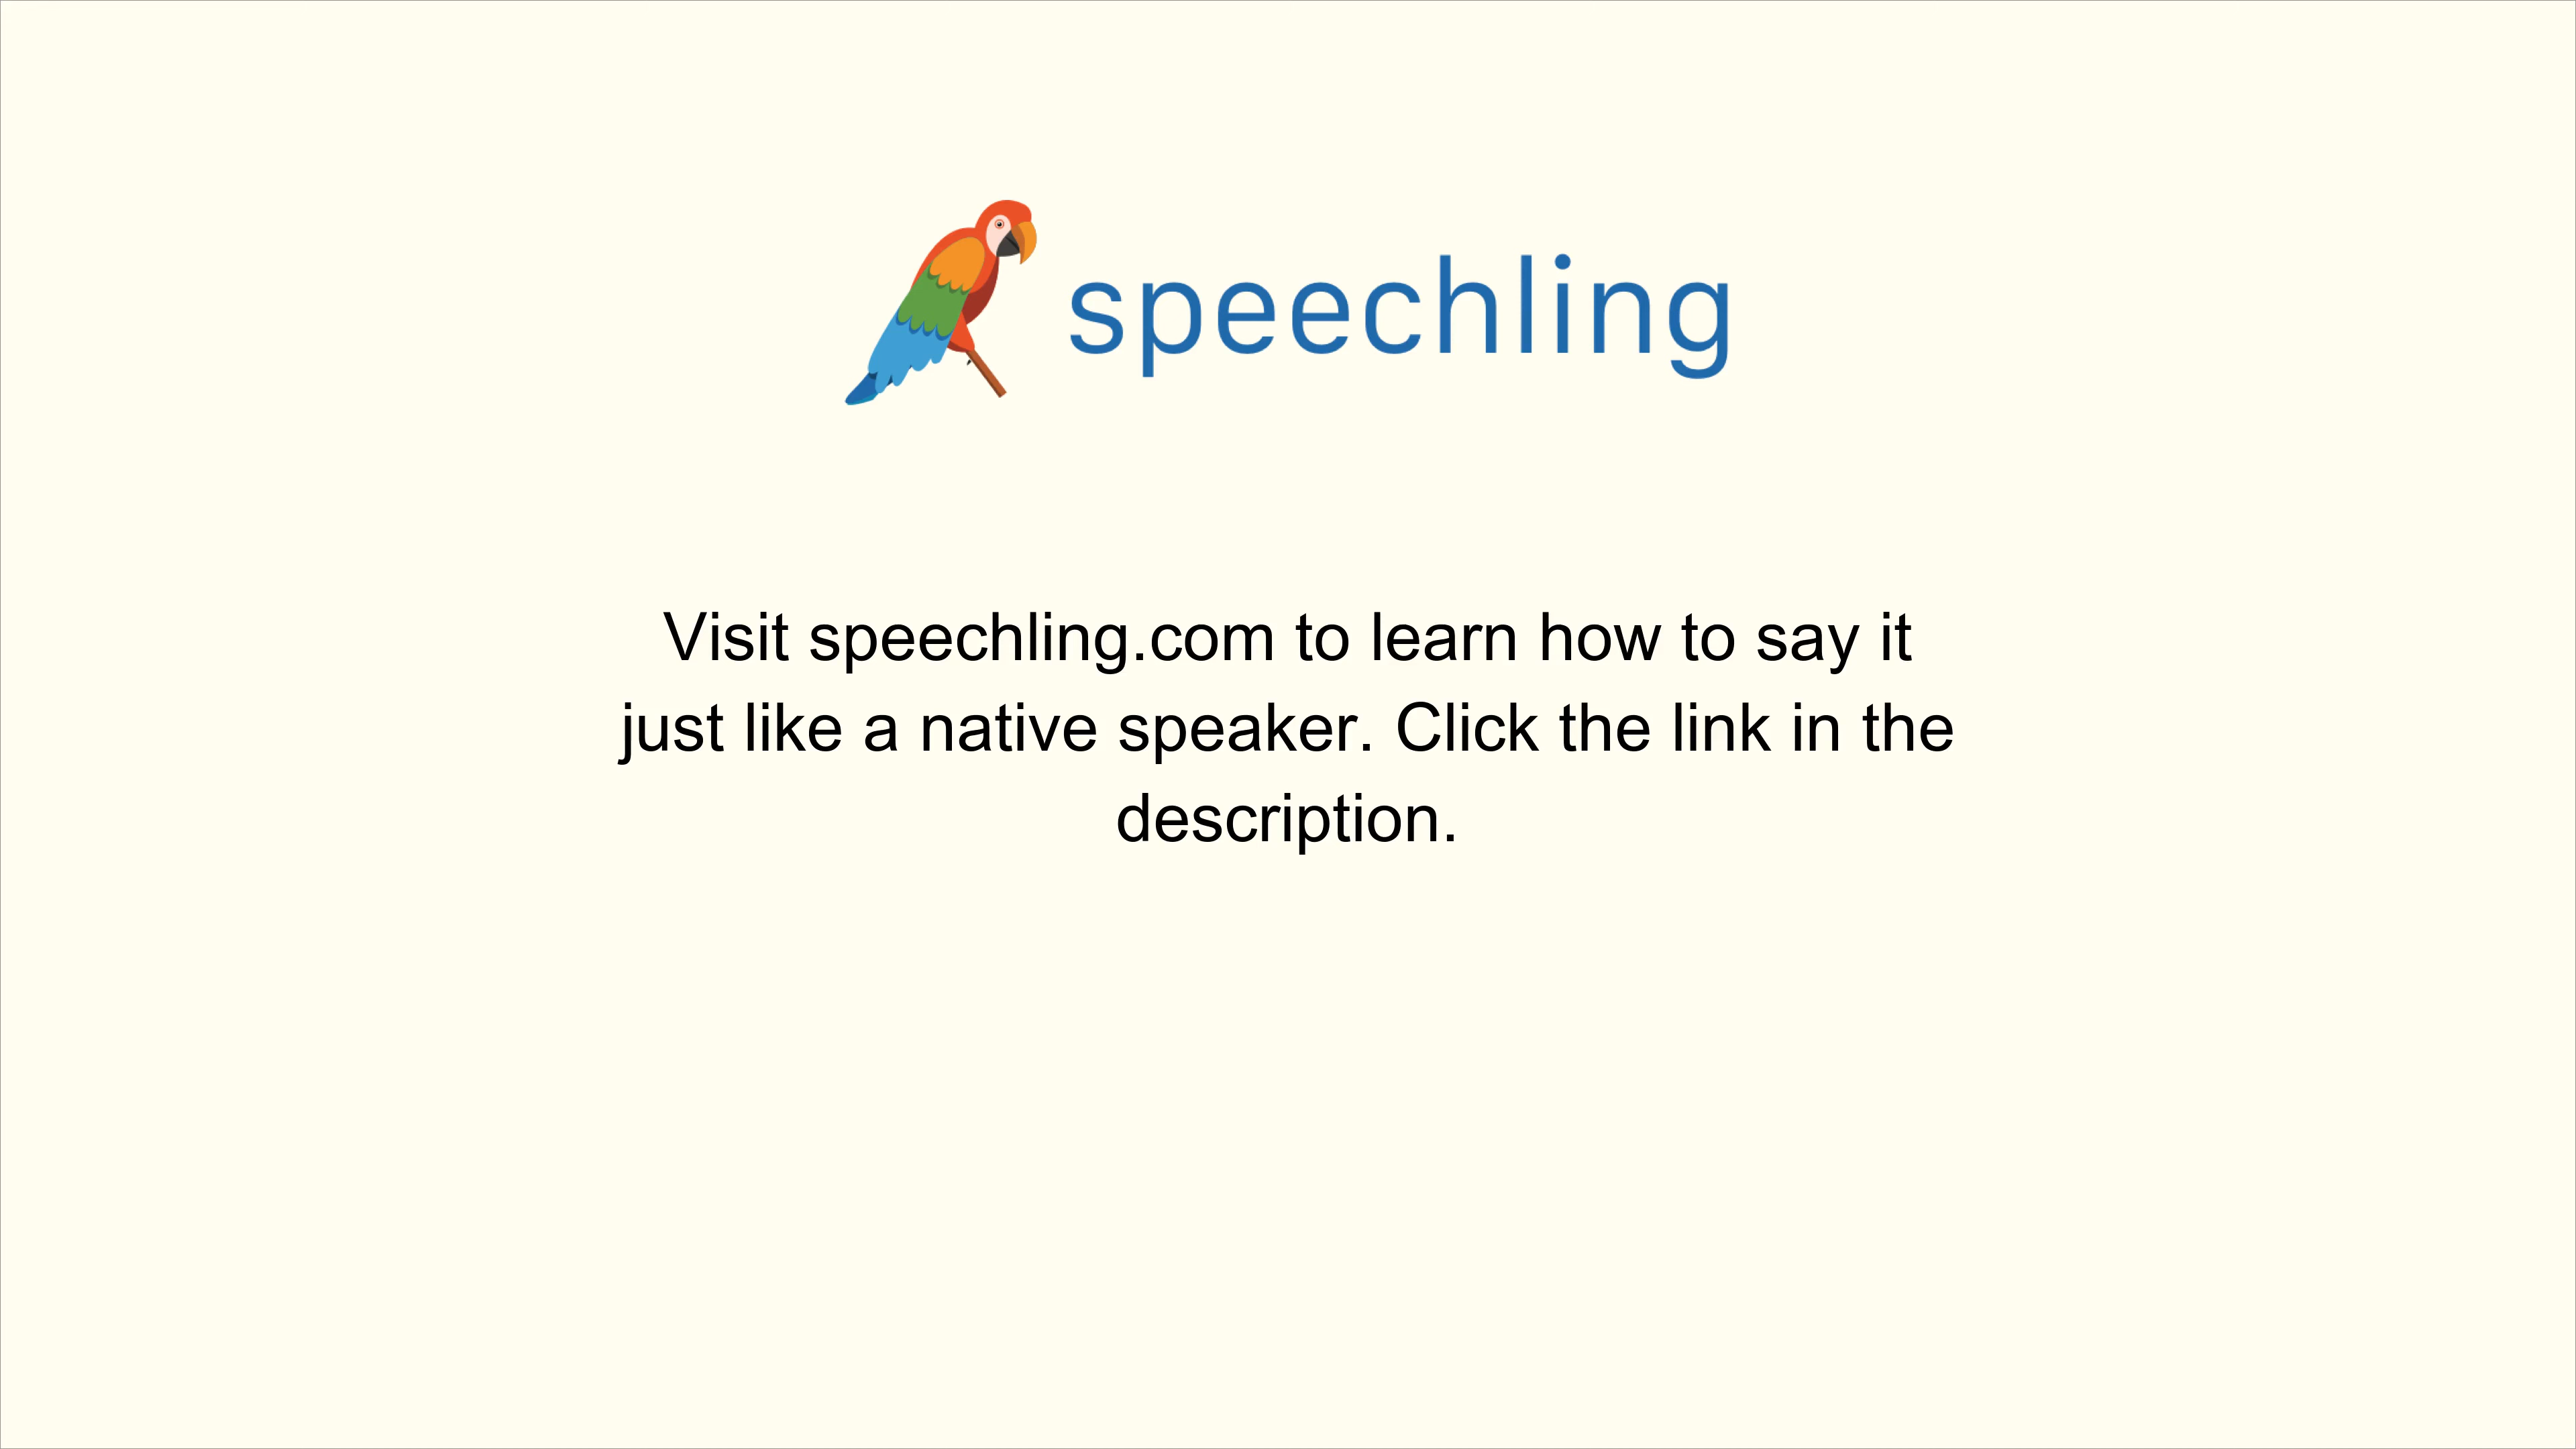 speechling
Visit speechling.com to learn how to say it
just like a native speaker. Click the link in the
description.